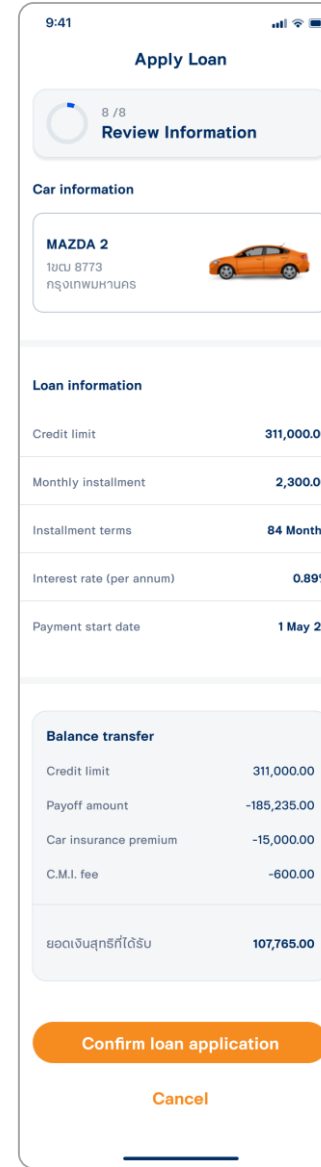 9:41
Apply Loan
8 /8
Review Information
Car information
MAZDA 2
1ขฒ 8773
กรุงเทพมหานคร
Loan information
Credit limit 311,000.0
Monthly installment 2,300.0
Installment terms 84 Month
Interest rate (per annum) 0.89
Payment start date 1 May 2
Balance transfer
Credit limit 311,000.00
Payoff amount -185,235.00
Car insurance premium -15,000.00
C.M.I. fee -600.00
ยอดเงินสุทธิที่ได้รับ 107,765.00
Confirm loan application
Cancel